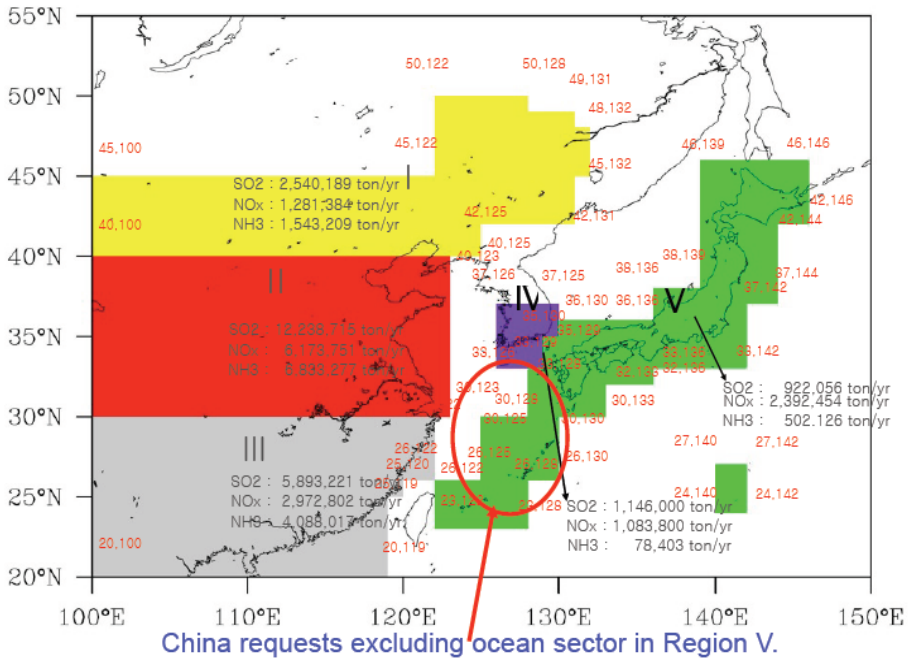 55°N
50,122 50,128
49,131
50°N
48,132
45,100 45,122 46,139 46,146
I
45,132
45°N
SO2 : 2,540,189 ton/yr
NOx : 1,281,384 ton/yr
NH3 : 1,543,209 ton/yr
42,146
40,100 42,125 42,131 42,144
40,125
40°N 40,123 38,136 38,139
II
37,126 37,125 37,144
IV V
37,142
36,130 36,136
35°N
SO2 : 12,238,715 ton/yr
NOx : 6,173,751 ton/yr
NH3 : 6,833,277 ton/yr
33,136 33,142
32,133 32,136
SO2 : 922,056 ton/yr
NOx : 2,392,454 ton/yr
NH3 : 502.126 ton/yr
30,123
30,128 30,133
30°N
30,125 30,130
III
26,122 26,125 27,140 27,142
25,120 26,122 26,128 26,130
SO2 : 5,893,221 ton/yr
NOx : 2,972,802 ton/yr
NH3 : 4,088,017 ton/yr
25°N
24,140 24,142
SO2 : 1,146,000 ton/yr
NOx : 1,083,800 ton/yr
NH3 : 78,403 ton/yr
20,100 20,119
20°N
100°E 110°E 120°E 130°E 140°E 150°E
China requests excluding ocean sector in Region V.